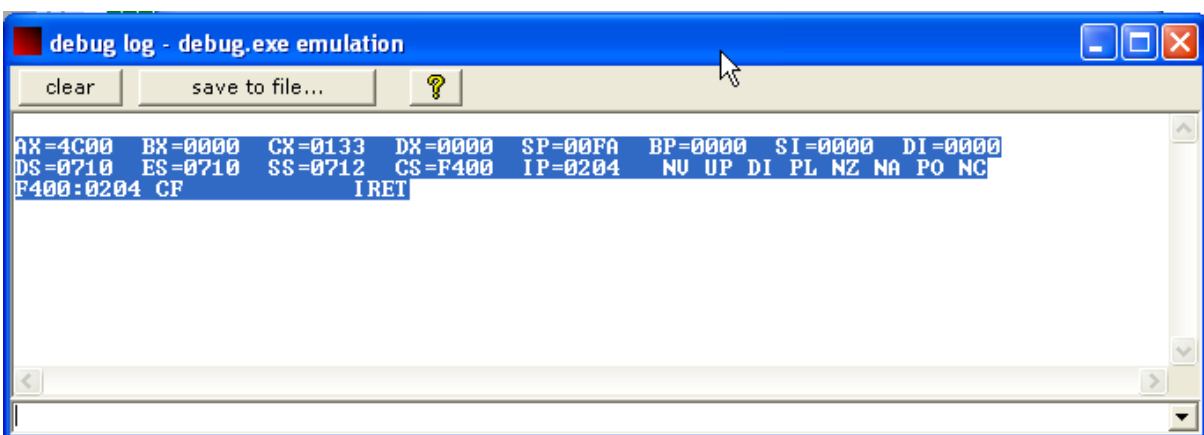 debug log - debug.exe emulation
clear save to file... ?
AX=4C00 BX=0000 CX=0133 DX=0000 SP=00FA BP=0000 SI=0000 DI=0000
DS=0710 ES=0710 SS=0712 CS=F400 IP=0204 NV UP DI PL NZ NA PO NC
F400:0204 CF IRET